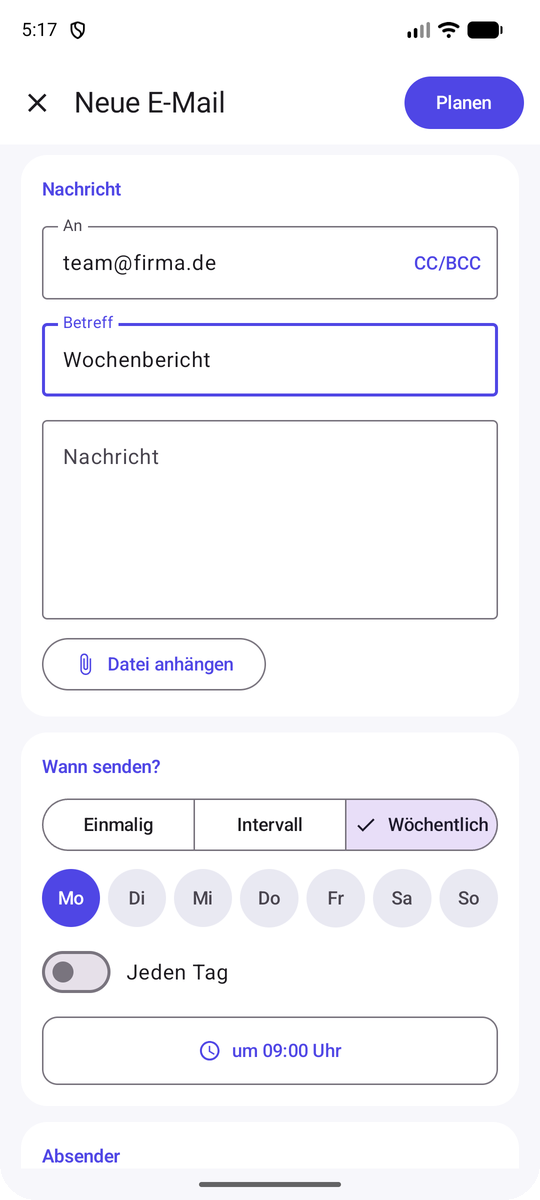 5:17
Neue E-Mail
Planen
Nachricht
An
team@firma.de CC/BCC
Betreff
Wochenbericht
Nachricht
Datei anhängen
Wann senden?
Einmalig Intervall Wöchentlich
Mo Di Mi Do Fr Sa So
Jeden Tag
um 09:00 Uhr
Absender